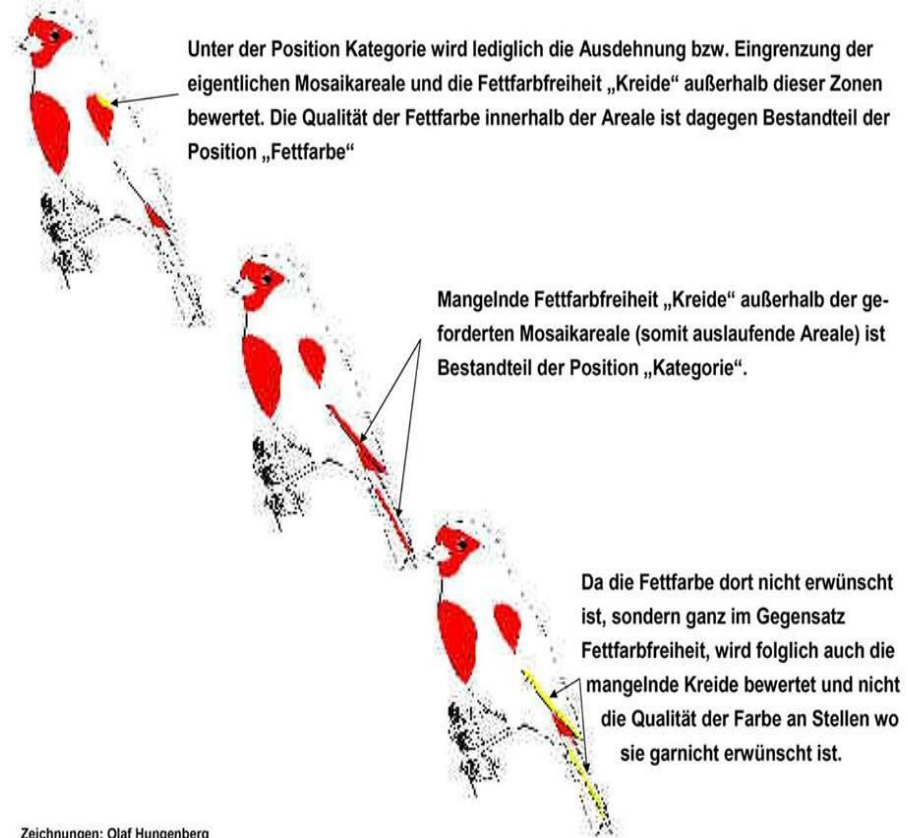 Unter der Position Kategorie wird lediglich die Ausdehnung bzw. Eingrenzung der
eigentlichen Mosaikareale und die Fettfarbfreiheit „Kreide“ außerhalb dieser Zonen
bewertet. Die Qualität der Fettfarbe innerhalb der Areale ist dagegen Bestandteil der
Position „Fettfarbe“
Mangelnde Fettfarbfreiheit „Kreide“ außerhalb der ge-
forderten Mosaikareale (somit auslaufende Areale) ist
Bestandteil der Position „Kategorie“.
Da die Fettfarbe dort nicht erwünscht
ist, sondern ganz im Gegensatz
Fettfarbfreiheit, wird folglich auch die
mangelnde Kreide bewertet und nicht
die Qualität der Farbe an Stellen wo
sie garnicht erwünscht ist.
Zeichnungen: Olaf Hungenberg